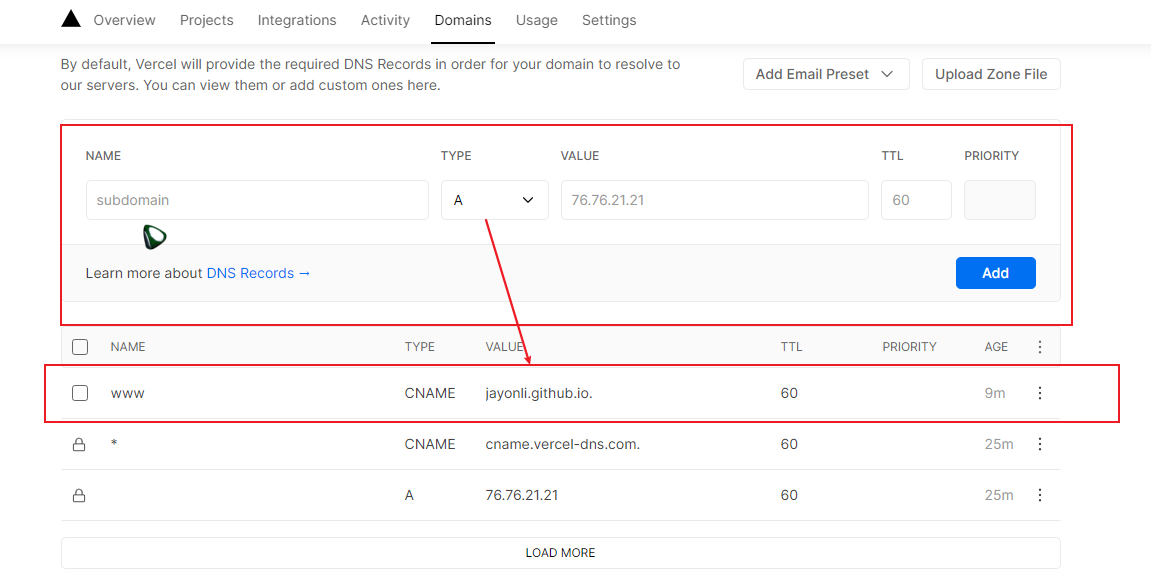 Overview Projects Integrations Activity Domains Usage Settings
By default, Vercel will provide the required DNS Records in order for your domain to resolve to
our servers. You can view them or add custom ones here.
Add Email Preset
Upload Zone File
NAME TYPE VALUE TTL PRIORITY
subdomain A 76.76.21.21 60
Learn more about DNS Records →
Add
NAME TYPE VALUE TTL PRIORITY AGE
www CNAME jayonli.github.io. 60 9m
* CNAME cname.vercel-dns.com. 60 25m
A 76.76.21.21 60 25m
LOAD MORE